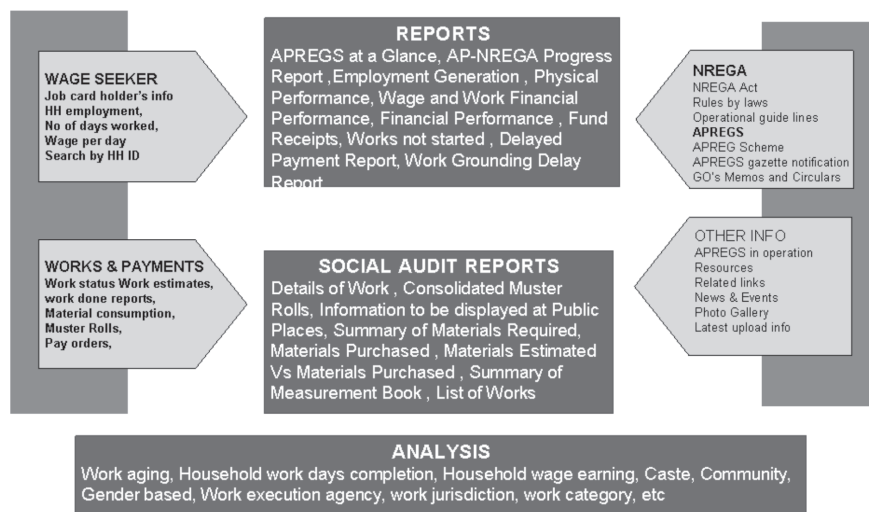 WAGE SEEKER
Job card holder's info
HH employment,
No of days worked,
Wage per day
Search by HH ID
REPORTS
APREGS at a Glance, AP-NREGA Progress
Report ,Employment Generation , Physical
Performance, Wage and Work Financial
Performance, Financial Performance , Fund
Receipts, Works not started , Delayed
Payment Report, Work Grounding Delay
Report
NREGA
NREGA Act
Rules by laws
Operational guide lines
APREGS
APREG Scheme
APREGS gazette notification
GO's Memos and Circulars
WORKS & PAYMENTS
Work status Work estimates,
work done reports,
Material consumption,
Muster Rolls,
Pay orders,
SOCIAL AUDIT REPORTS
Details of Work , Consolidated Muster
Rolls, Information to be displayed at Public
Places, Summary of Materials Required,
Materials Purchased , Materials Estimated
Vs Materials Purchased , Summary of
Measurement Book , List of Works
OTHER INFO
APREGS in operation
Resources
Related links
News & Events
Photo Gallery
Latest upload info
ANALYSIS
Work aging, Household work days completion, Household wage earning, Caste, Community,
Gender based, Work execution agency, work jurisdiction, work category, etc